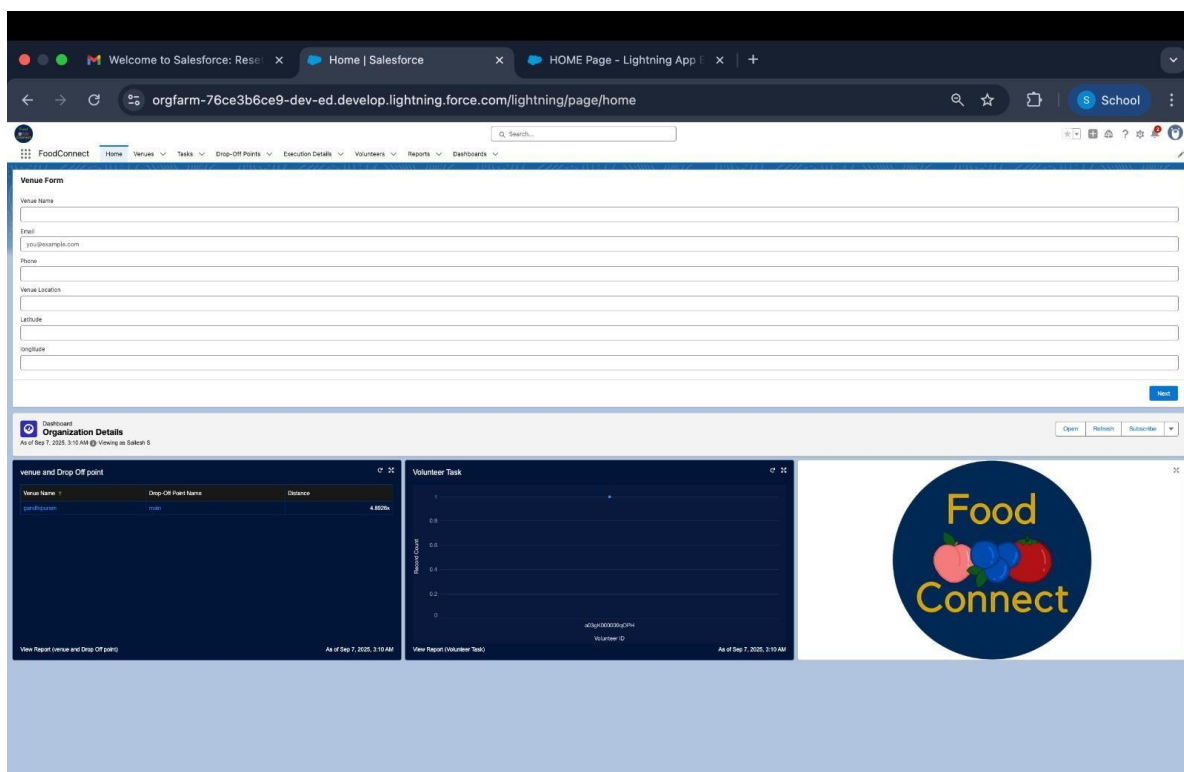 Welcome to Salesforce: Rese
Home | Salesforce
HOME Page - Lightning App
orgfarm-76ce3b6ce9-dev-ed.develop.lightning.force.com/lightning/page/home
S School
Food Connect
Search...
FoodConnect Home Venues Tasks Drop-Off Points Execution Details Volunteers Reports Dashboards
Venue Form
Venue Name
Email
you@example.com
Phone
Venue Location
Latitude
longitude
Next
Dashboard
Organization Details
As of Sep 7, 2025, 3:10 AM Viewing as Sailesh S
Open Refresh Subscribe
venue and Drop Off point
Venue Name Drop-Off Point Name Distance
gandhipuram main
View Report (venue and Drop Off point) As of Sep 7, 2025, 3:10 AM
Volunteer Task
Record Count
1
0.8
0.6
0.4
0.2
0
Volunteer ID
View Report (Volunteer Task) As of Sep 7, 2025, 3:10 AM
Food
Connect